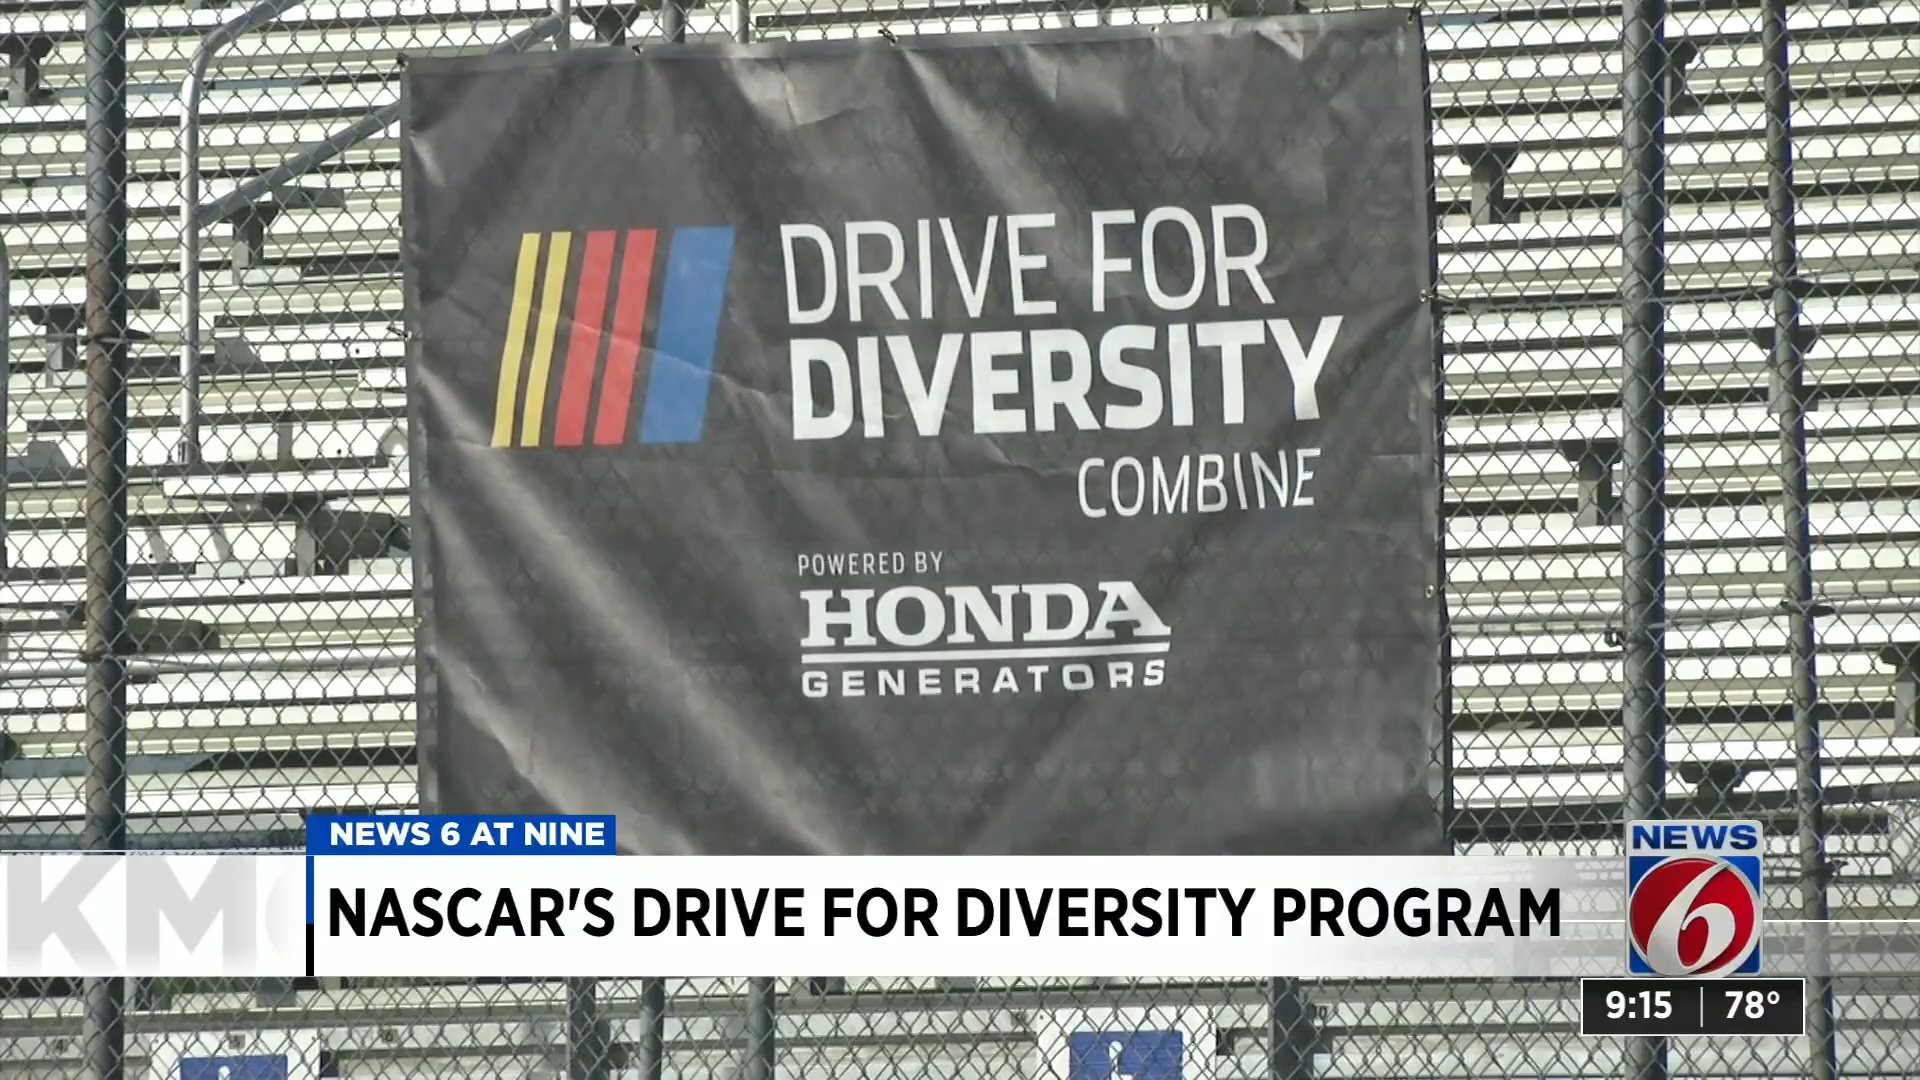 DRIVE FOR
DIVERSITY
COMBINE
POWERED BY
HONDA
GENERATORS
NEWS 6 AT NINE
NASCAR'S DRIVE FOR DIVERSITY PROGRAM
NEWS
6
9:15 78°